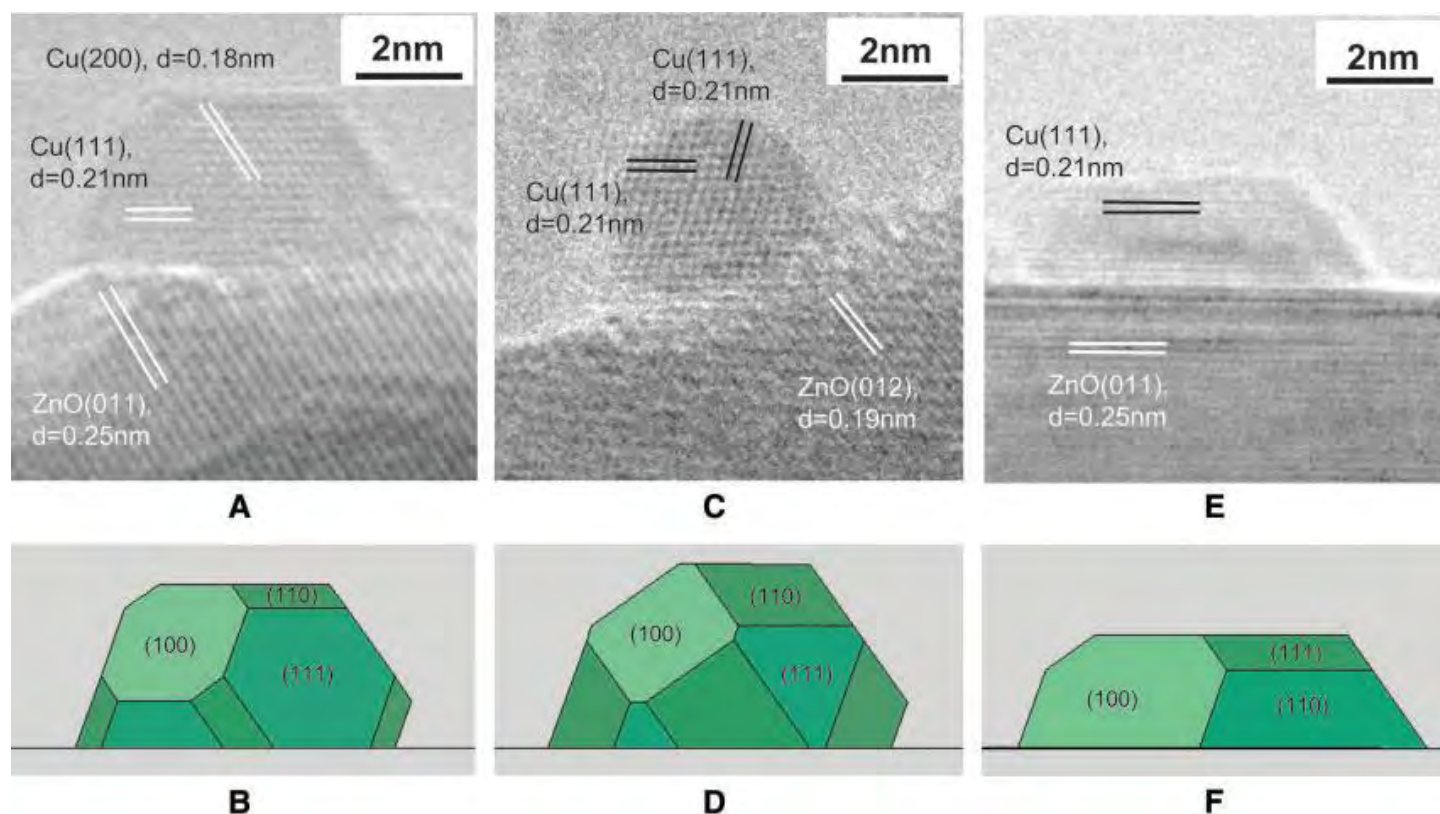 2nm
Cu(200), d=0.18nm
Cu(111),
d=0.21nm
ZnO(011),
d=0.25nm
A
2nm
Cu(111),
d=0.21nm
Cu(111),
d=0.21nm
ZnO(012),
d=0.19nm
C
2nm
Cu(111),
d=0.21nm
ZnO(011),
d=0.25nm
E
(110)
(100)
(111)
B
(110)
(100)
(111)
D
(111)
(100)
(110)
F